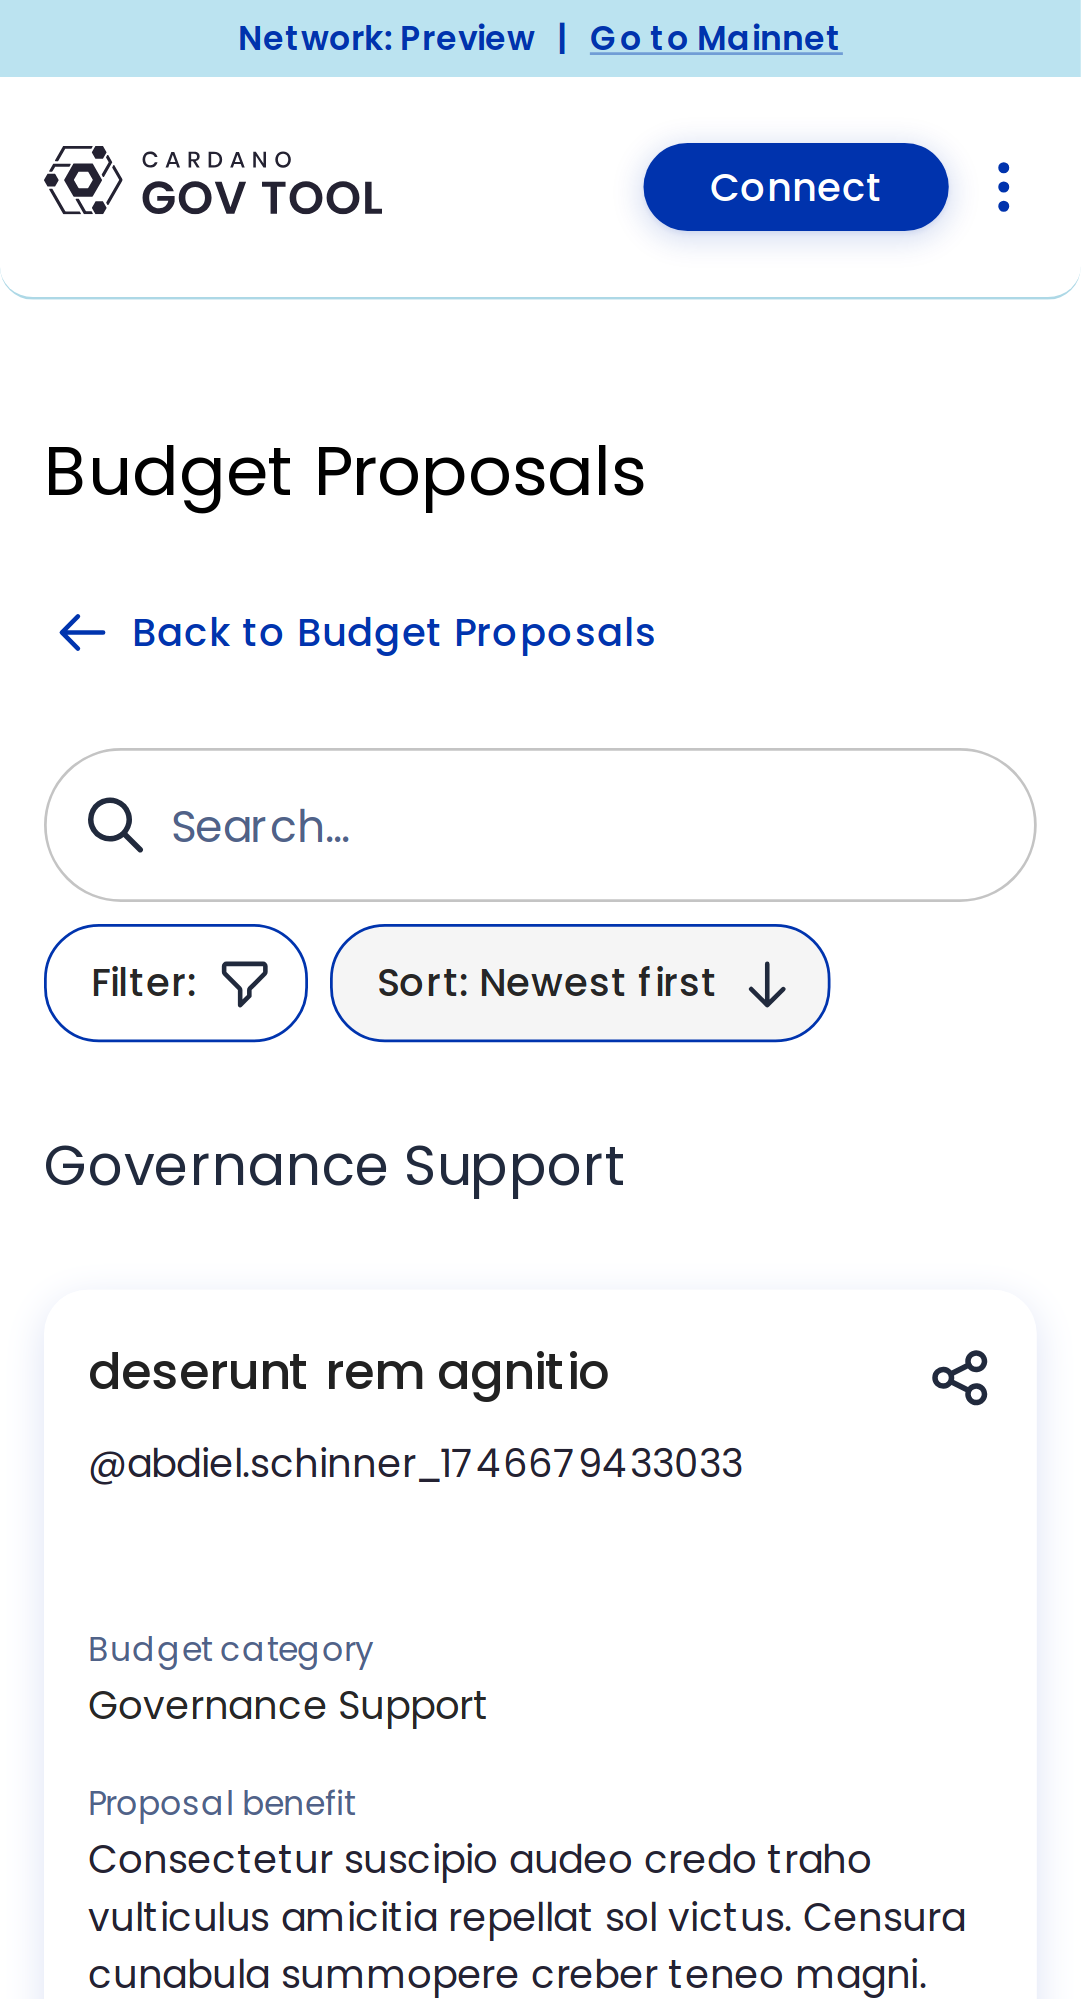 Network: Preview | Go to Mainnet
CARDANO
GOV TOOL
Connect
Budget Proposals
Back to Budget Proposals
Search...
Filter:
Sort: Newest first
Governance Support
deserunt rem agnitio
@abdiel.schinner_1746679433033
Budget category
Governance Support
Proposal benefit
Consectetur suscipio audeo credo traho
vulticulus amicitia repellat sol victus. Censura
cunabula summopere creber teneo magni.